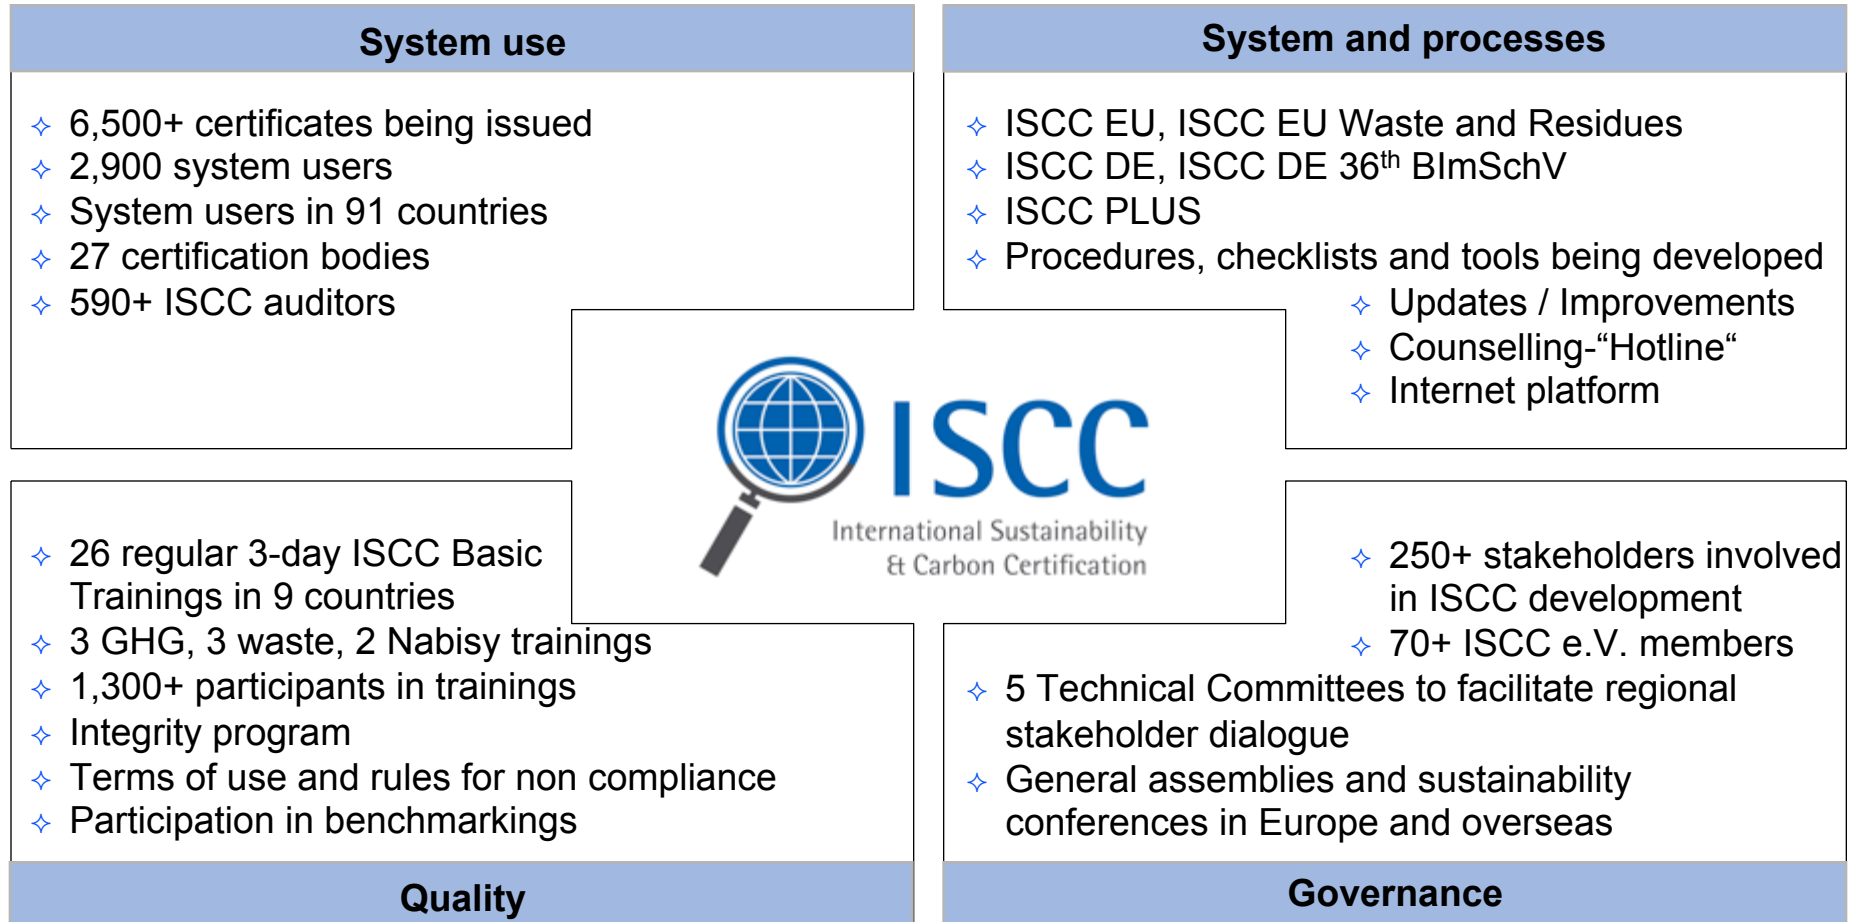 System use
6,500+ certificates being issued
2,900 system users
System users in 91 countries
27 certification bodies
590+ ISCC auditors
System and processes
ISCC EU, ISCC EU Waste and Residues
ISCC DE, ISCC DE 36th BImSchV
ISCC PLUS
Procedures, checklists and tools being developed
Updates / Improvements
Counselling-“Hotline“
Internet platform
ISCC
International Sustainability
& Carbon Certification
26 regular 3-day ISCC Basic
Trainings in 9 countries
3 GHG, 3 waste, 2 Nabisy trainings
1,300+ participants in trainings
Integrity program
Terms of use and rules for non compliance
Participation in benchmarkings
Quality
250+ stakeholders involved
in ISCC development
70+ ISCC e.V. members
5 Technical Committees to facilitate regional
stakeholder dialogue
General assemblies and sustainability
conferences in Europe and overseas
Governance